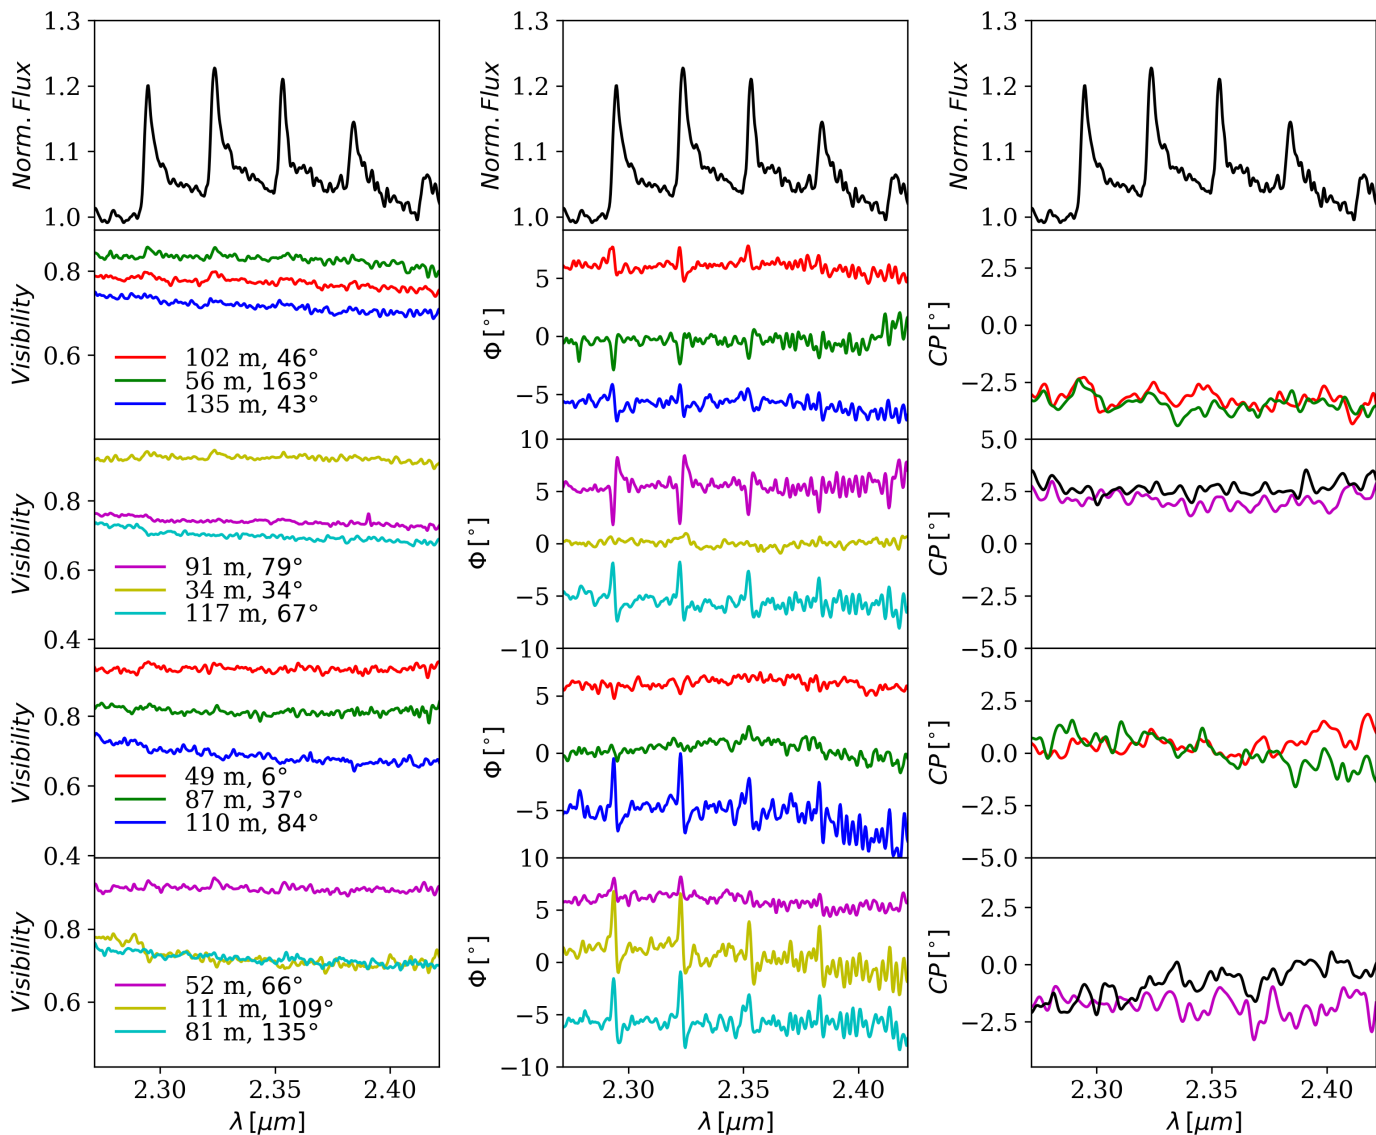 1.3
1.2
1.1
1.0
Norm. Flux
1.3
1.2
1.1
1.0
Norm. Flux
1.3
1.2
1.1
1.0
Norm. Flux
0.8
0.6
Visibility
102 m, 46°
56 m, 163°
135 m, 43°
5
0
−5
Φ [°]
2.5
0.0
−2.5
CP [°]
0.8
0.6
0.4
Visibility
91 m, 79°
34 m, 34°
117 m, 67°
10
5
0
−5
−10
Φ [°]
5.0
2.5
0.0
−2.5
−5.0
CP [°]
0.8
0.6
0.4
Visibility
49 m, 6°
87 m, 37°
110 m, 84°
5
0
−5
Φ [°]
2.5
0.0
−2.5
−5.0
CP [°]
0.8
0.6
Visibility
52 m, 66°
111 m, 109°
81 m, 135°
10
5
0
−5
−10
Φ [°]
2.5
0.0
−2.5
CP [°]
2.30 2.35 2.40
λ [μm]
2.30 2.35 2.40
λ [μm]
2.30 2.35 2.40
λ [μm]